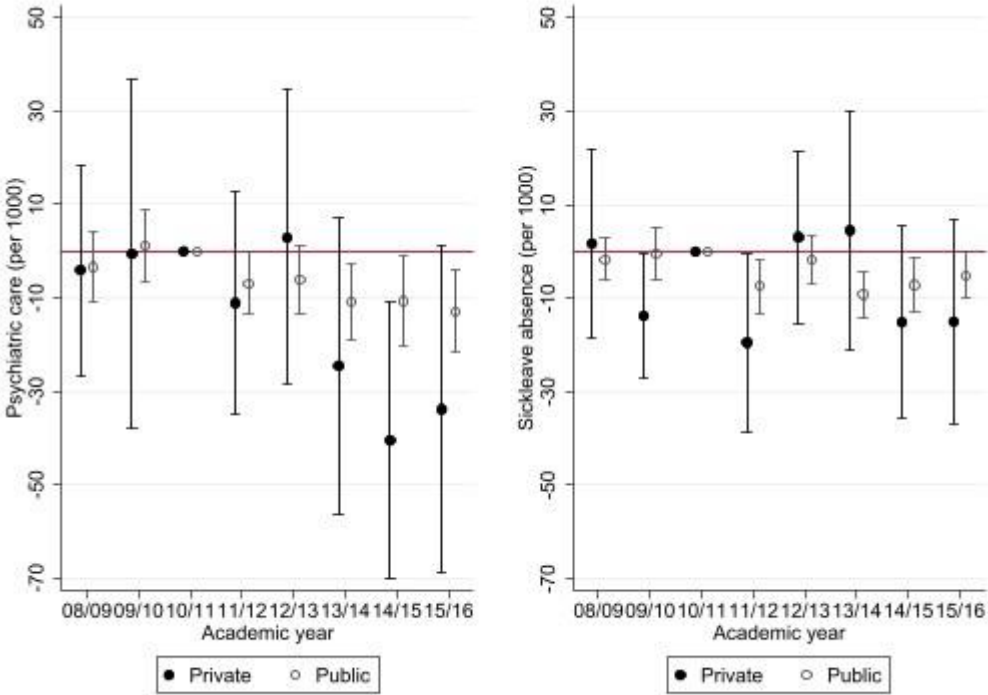 Psychiatric care (per 1000)
50
30
10
-10
-30
-50
-70
08/09 09/10 10/11 11/12 12/13 13/14 14/15 15/16
Academic year
Private Public
Sickleave absence (per 1000)
50
30
10
-10
-30
-50
-70
08/09 09/10 10/11 11/12 12/13 13/14 14/15 15/16
Academic year
Private Public